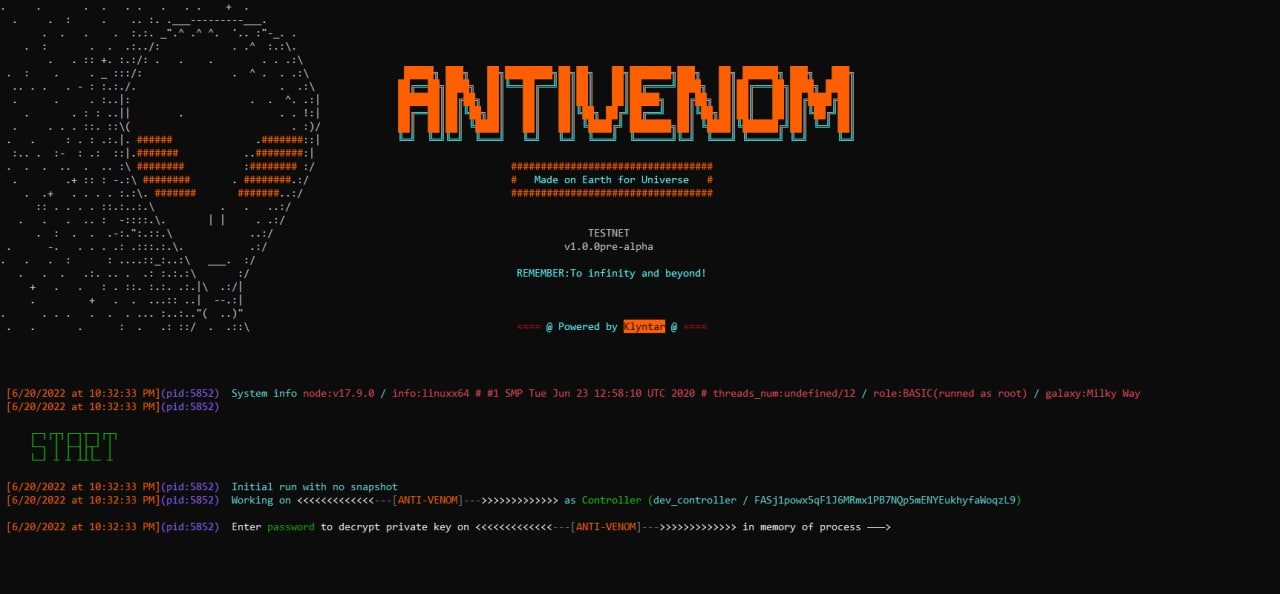 ANTIVENOM
#################################
# Made on Earth for Universe #
#################################
TESTNET
v1.0.0pre-alpha
REMEMBER:To infinity and beyond!
≈≈≈≈ @ Powered by Klyntar @ ≈≈≈≈
[6/20/2022 at 10:32:33 PM](pid:5852) System info node:v17.9.0 / info:linuxx64 # #1 SMP Tue Jun 23 12:58:10 UTC 2020 # threads_num:undefined/12 / role:BASIC(runned as root) / galaxy:Milky Way
[6/20/2022 at 10:32:33 PM](pid:5852)
START
[6/20/2022 at 10:32:33 PM](pid:5852) Initial run with no snapshot
[6/20/2022 at 10:32:33 PM](pid:5852) Working on <<<<<<<<<<<<<---[ANTI-VENOM]--->>>>>>>>>>>>> as Controller (dev_controller / FASj1powx5qF1J6MRmx1PB7NQp5mENYEukhyfaWoqzL9)
[6/20/2022 at 10:32:33 PM](pid:5852) Enter password to decrypt private key on <<<<<<<<<<<<<---[ANTI-VENOM]--->>>>>>>>>>>>> in memory of process ———>